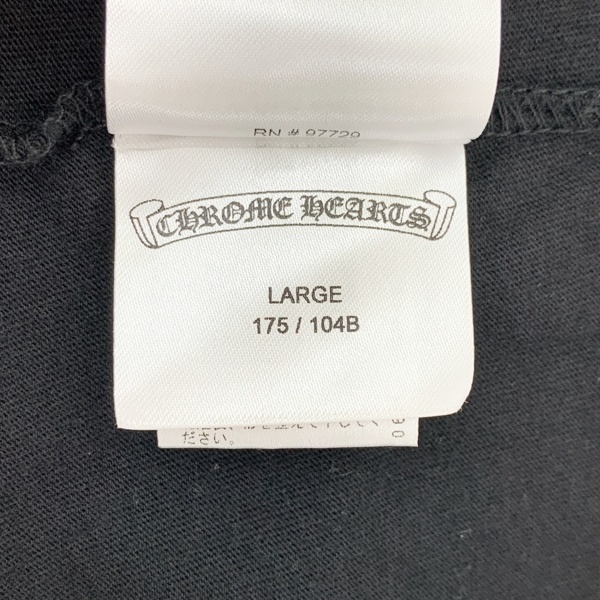 RN # 97729
CHROME HEARTS
LARGE
175 / 104B
ださい。